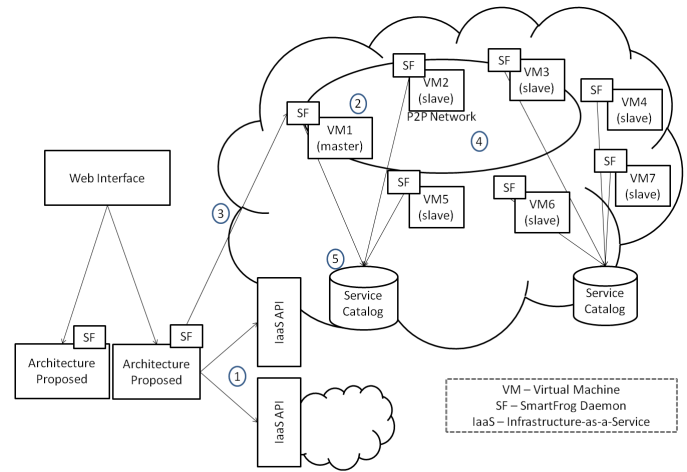 SF
VM2
(slave)
SF
VM3
(slave)
SF
VM4
(slave)
SF
VM1
(master)
2
P2P Network
4
SF
VM7
(slave)
SF
VM5
(slave)
SF
VM6
(slave)
Web Interface
3
5
Service
Catalog
Service
Catalog
IaaS API
SF
Architecture
Proposed
SF
Architecture
Proposed
1
IaaS API
VM – Virtual Machine
SF – SmartFrog Daemon
IaaS – Infrastructure-as-a-Service